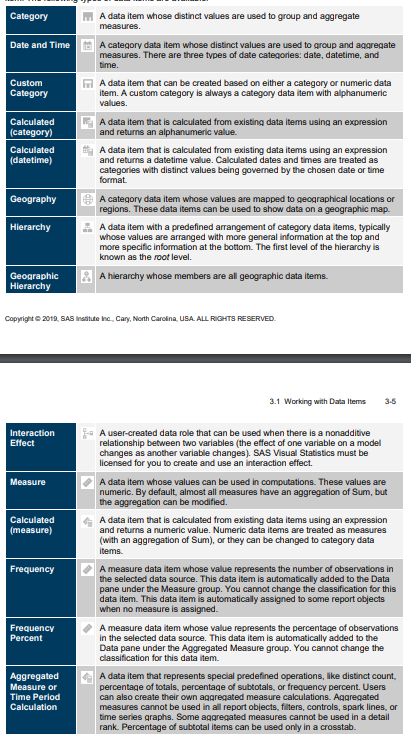 Category
A data item whose distinct values are used to group and aggregate
measures.
Date and Time
A category data item whose distinct values are used to group and aggregate
measures. There are three types of date categories: date, datetime, and
time.
Custom
Category
A data item that can be created based on either a category or numeric data
item. A custom category is always a category data item with alphanumeric
values.
Calculated
(category)
A data item that is calculated from existing data items using an expression
and returns an alphanumeric value.
Calculated
(datetime)
A data item that is calculated from existing data items using an expression
and returns a datetime value. Calculated dates and times are treated as
categories with distinct values being governed by the chosen date or time
format.
Geography
A category data item whose values are mapped to geographical locations or
regions. These data items can be used to show data on a geographic map.
Hierarchy
A data item with a predefined arrangement of category data items, typically
whose values are arranged with more general information at the top and
more specific information at the bottom. The first level of the hierarchy is
known as the root level.
Geographic
Hierarchy
A hierarchy whose members are all geographic data items.
Copyright © 2019, SAS Institute Inc., Cary, North Carolina, USA. ALL RIGHTS RESERVED.
3.1 Working with Data Items 3-5
Interaction
Effect
A user-created data role that can be used when there is a nonadditive
relationship between two variables (the effect of one variable on a model
changes as another variable changes). SAS Visual Statistics must be
licensed for you to create and use an interaction effect.
Measure
A data item whose values can be used in computations. These values are
numeric. By default, almost all measures have an aggregation of Sum, but
the aggregation can be modified.
Calculated
(measure)
A data item that is calculated from existing data items using an expression
and returns a numeric value. Numeric data items are treated as measures
(with an aggregation of Sum), or they can be changed to category data
items.
Frequency
A measure data item whose value represents the number of observations in
the selected data source. This data item is automatically added to the Data
pane under the Measure group. You cannot change the classification for this
data item. This data item is automatically assigned to some report objects
when no measure is assigned.
Frequency
Percent
A measure data item whose value represents the percentage of observations
in the selected data source. This data item is automatically added to the
Data pane under the Aggregated Measure group. You cannot change the
classification for this data item.
Aggregated
Measure or
Time Period
Calculation
A data item that represents special predefined operations, like distinct count,
percentage of totals, percentage of subtotals, or frequency percent. Users
can also create their own aggregated measure calculations. Aggregated
measures cannot be used in all report objects, filters, controls, spark lines, or
time series graphs. Some aggregated measures cannot be used in a detail
rank. Percentage of subtotal items can be used only in a crosstab.